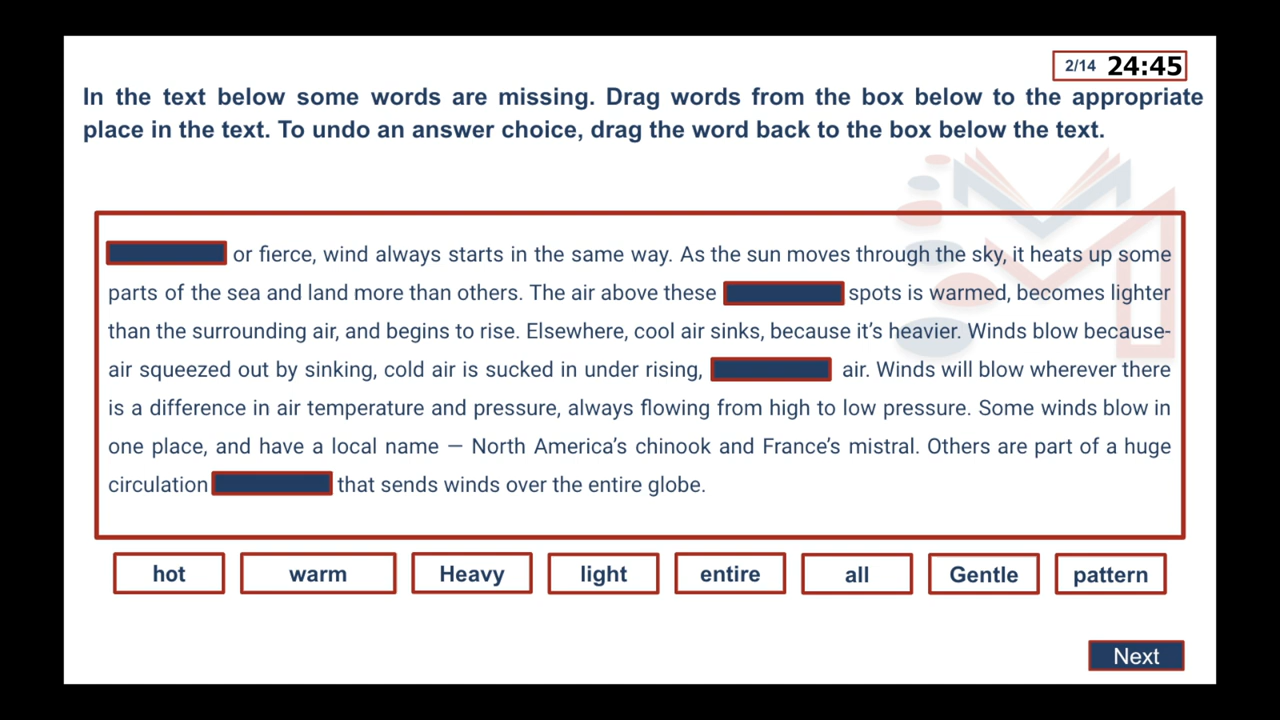 2/14 24:45
In the text below some words are missing. Drag words from the box below to the appropriate
place in the text. To undo an answer choice, drag the word back to the box below the text.
or fierce, wind always starts in the same way. As the sun moves through the sky, it heats up some
parts of the sea and land more than others. The air above these spots is warmed, becomes lighter
than the surrounding air, and begins to rise. Elsewhere, cool air sinks, because it’s heavier. Winds blow because-
air squeezed out by sinking, cold air is sucked in under rising, air. Winds will blow wherever there
is a difference in air temperature and pressure, always flowing from high to low pressure. Some winds blow in
one place, and have a local name — North America’s chinook and France’s mistral. Others are part of a huge
circulation that sends winds over the entire globe.
hot warm Heavy light entire all Gentle pattern
Next